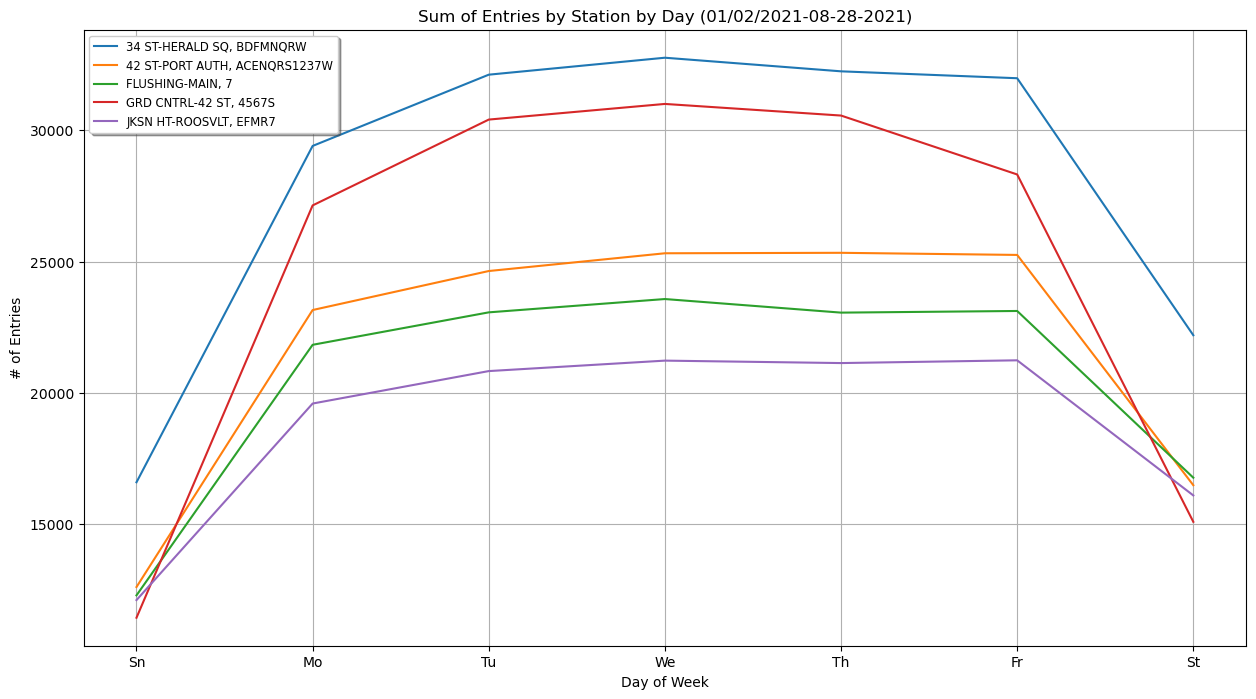 Sum of Entries by Station by Day (01/02/2021-08-28-2021)
34 ST-HERALD SQ, BDFMNQRW
42 ST-PORT AUTH, ACENQRS1237W
FLUSHING-MAIN, 7
GRD CNTRL-42 ST, 4567S
JKSN HT-ROOSVLT, EFMR7
# of Entries
30000
25000
20000
15000
Sn Mo Tu We Th Fr St
Day of Week